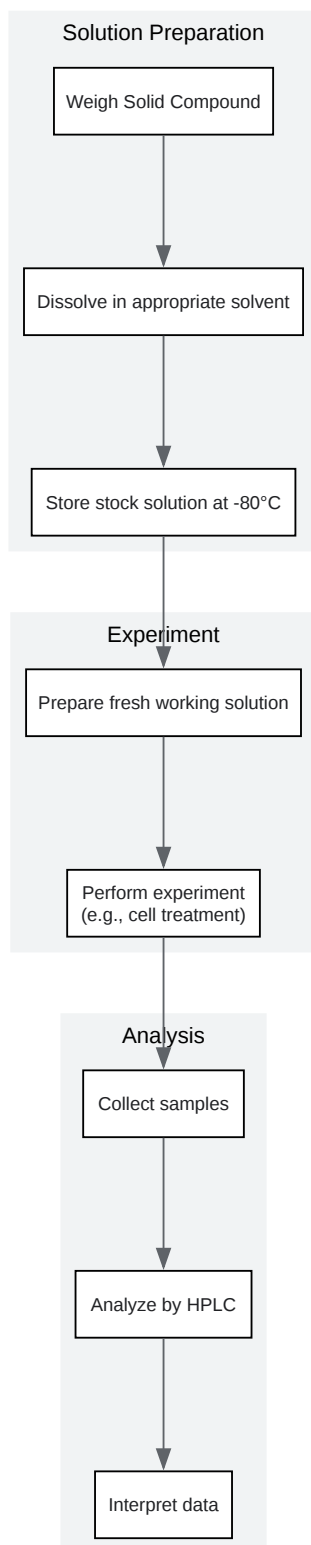 Solution Preparation
Weigh Solid Compound
Dissolve in appropriate solvent
Store stock solution at -80°C
Experiment
Prepare fresh working solution
Perform experiment
(e.g., cell treatment)
Analysis
Collect samples
Analyze by HPLC
Interpret data